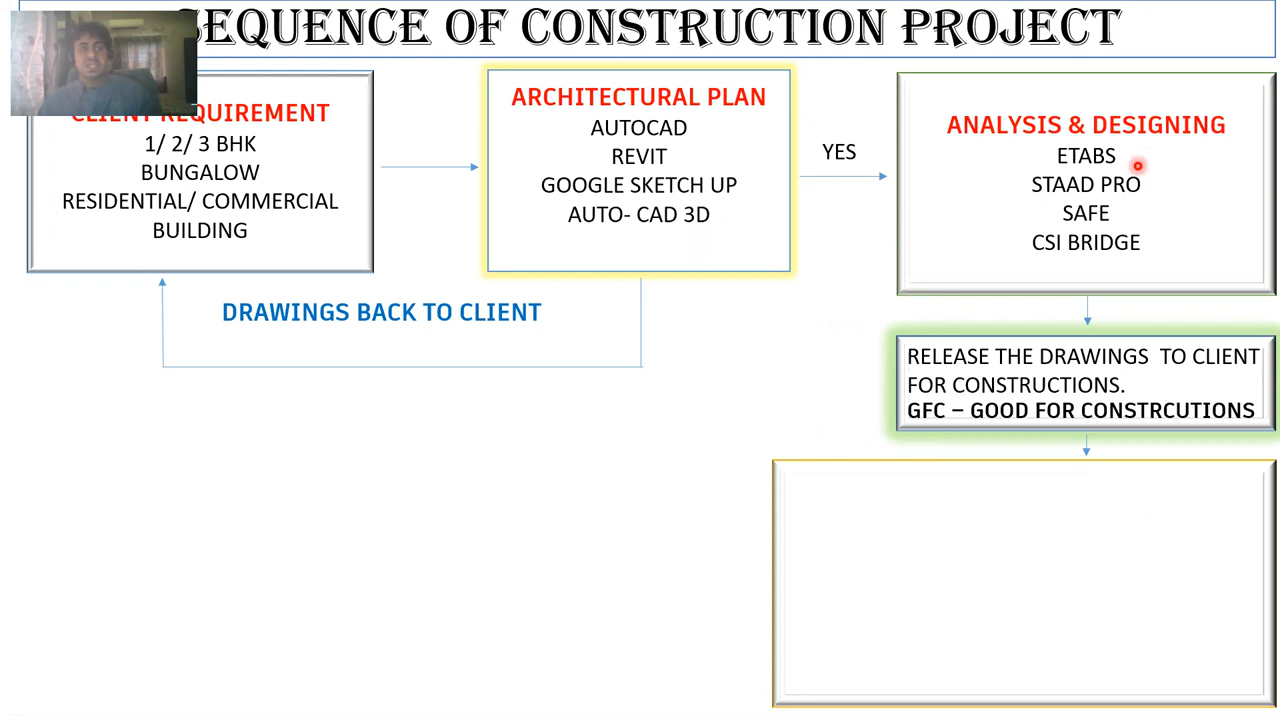 SEQUENCE OF CONSTRUCTION PROJECT
CLIENT REQUIREMENT
1/ 2/ 3 BHK
BUNGALOW
RESIDENTIAL/ COMMERCIAL
BUILDING
ARCHITECTURAL PLAN
AUTOCAD
REVIT
GOOGLE SKETCH UP
AUTO- CAD 3D
YES
ANALYSIS & DESIGNING
ETABS
STAAD PRO
SAFE
CSI BRIDGE
DRAWINGS BACK TO CLIENT
RELEASE THE DRAWINGS TO CLIENT
FOR CONSTRUCTIONS.
GFC – GOOD FOR CONSTRCUTIONS